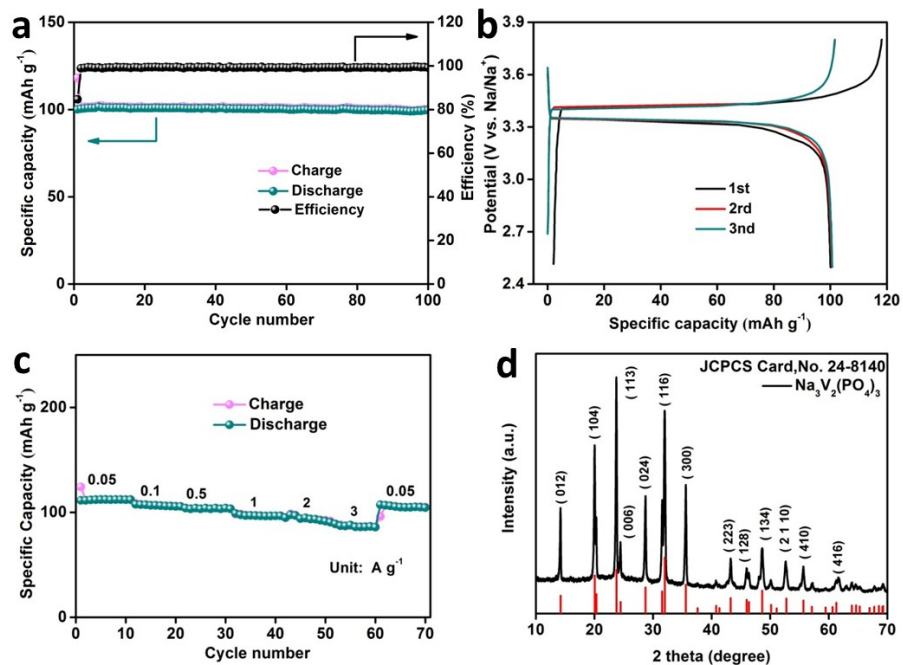 a
Specific capacity (mAh g⁻¹)
150
100
50
0
Charge
Discharge
Efficiency
120
100
80
60
40
20
0
Efficiency (%)
0 20 40 60 80 100
Cycle number
b
Potential (V vs. Na/Na⁺)
3.9
3.6
3.3
3.0
2.7
2.4
1st
2rd
3nd
0 20 40 60 80 100 120
Specific capacity (mAh g⁻¹)
c
Specific Capacity (mAh g⁻¹)
200
100
0
Charge
Discharge
0.05 0.1 0.5 1 2 3 0.05
Unit: A g⁻¹
0 10 20 30 40 50 60 70
Cycle number
d
Intensity (a.u.)
JCPCS Card,No. 24-8140
Na₃V₂(PO₄)₃
( 012)
( 104)
( 113)
(006)
( 024)
( 116)
( 300)
(223)
(128)
( 134)
( 2 1 10)
( 410)
( 416)
10 20 30 40 50 60 70
2 theta (degree)